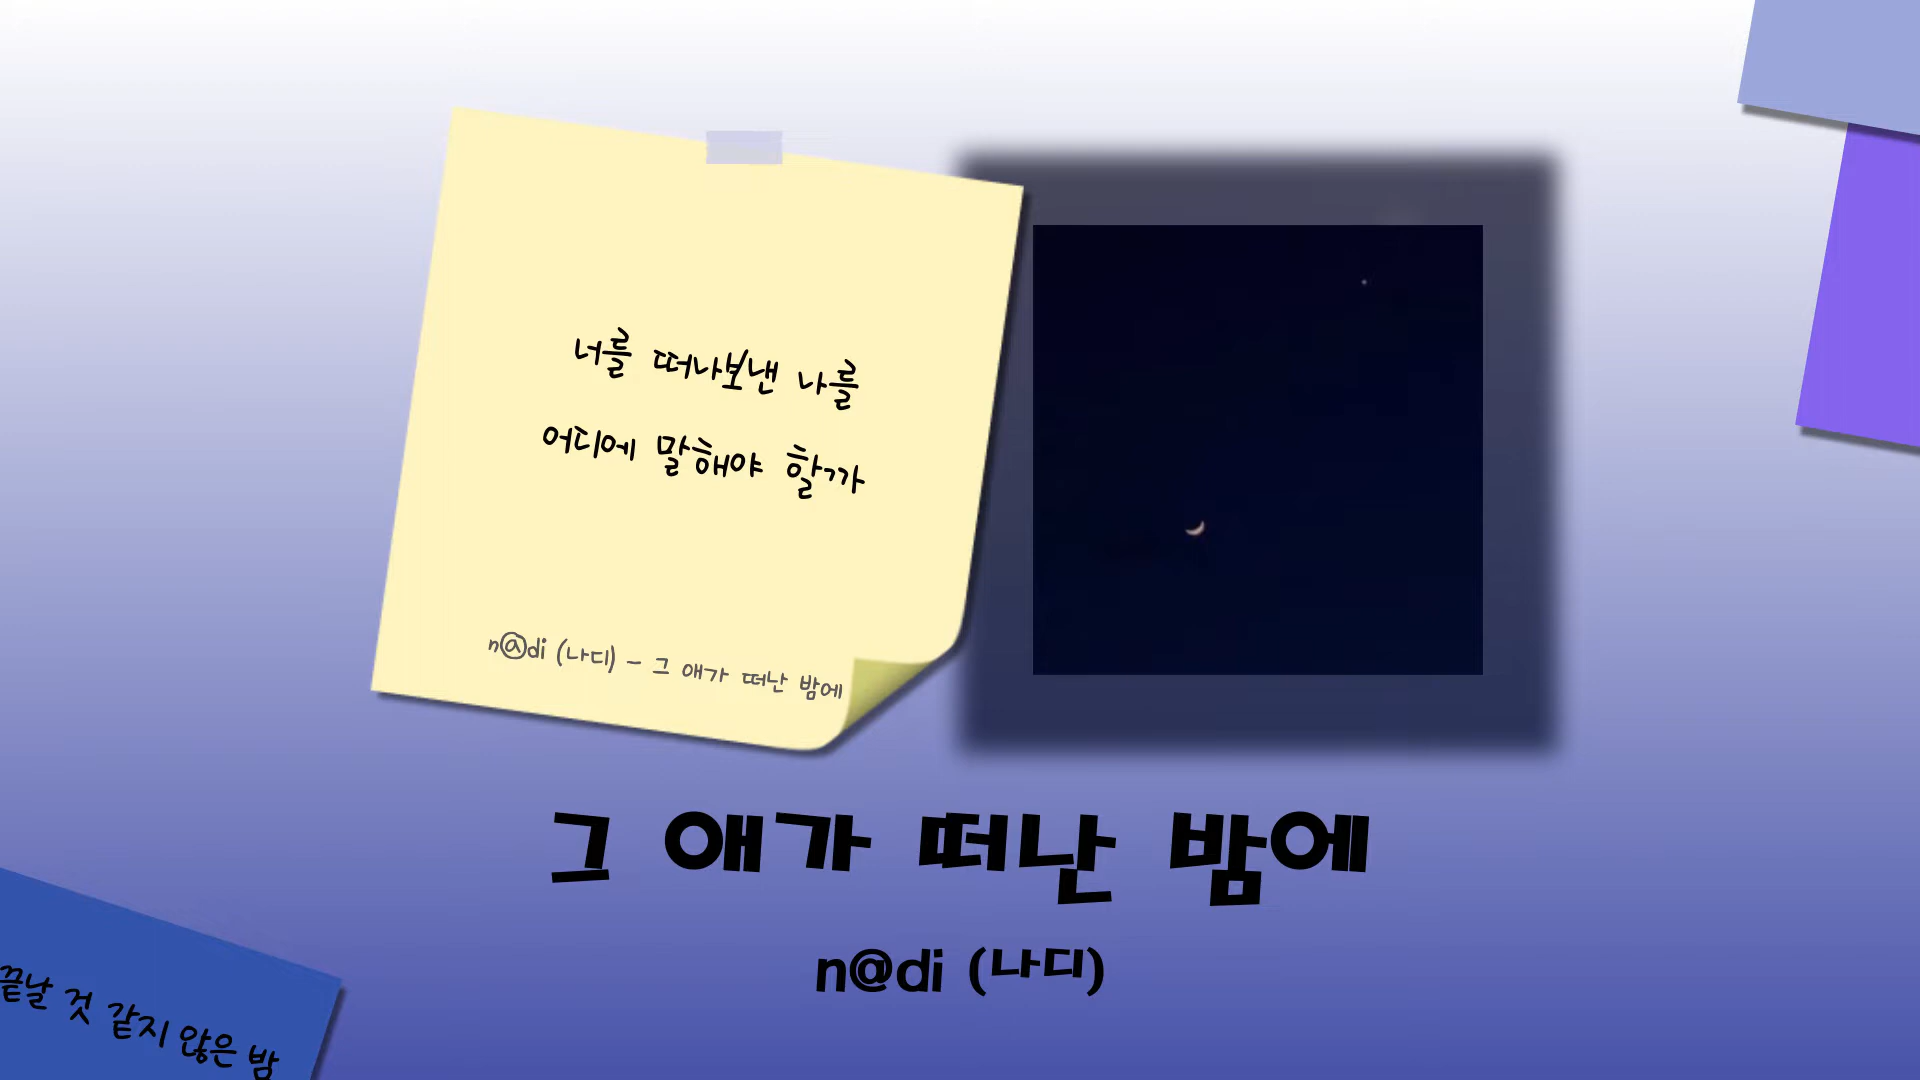 너를 떠나보낸 나를
어디에 말해야 할까
n@di (나디) - 그 애가 떠난 밤에
그 애가 떠난 밤에
n@di (나디)
끝날 것 같지 않은 밤